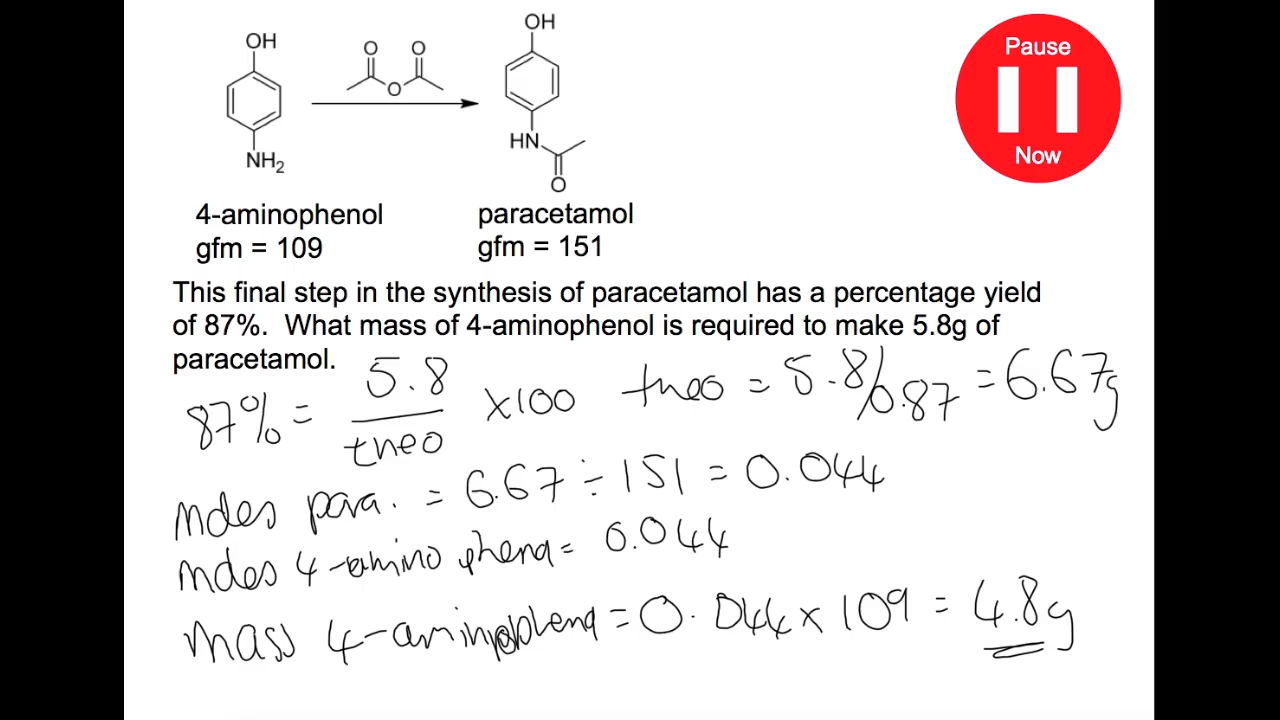 OH
O O
O
NH2
OH
HN
O
Pause
Now
4-aminophenol
gfm = 109
paracetamol
gfm = 151
This final step in the synthesis of paracetamol has a percentage yield
of 87%. What mass of 4-aminophenol is required to make 5.8g of
paracetamol.
87% = 5.8 / theo x100 theo = 5.8/0.87 = 6.67g
moles para. = 6.67 ÷ 151 = 0.044
moles 4-amino phenol = 0.044
mass 4-aminophenol = 0.044 x 109 = 4.8g